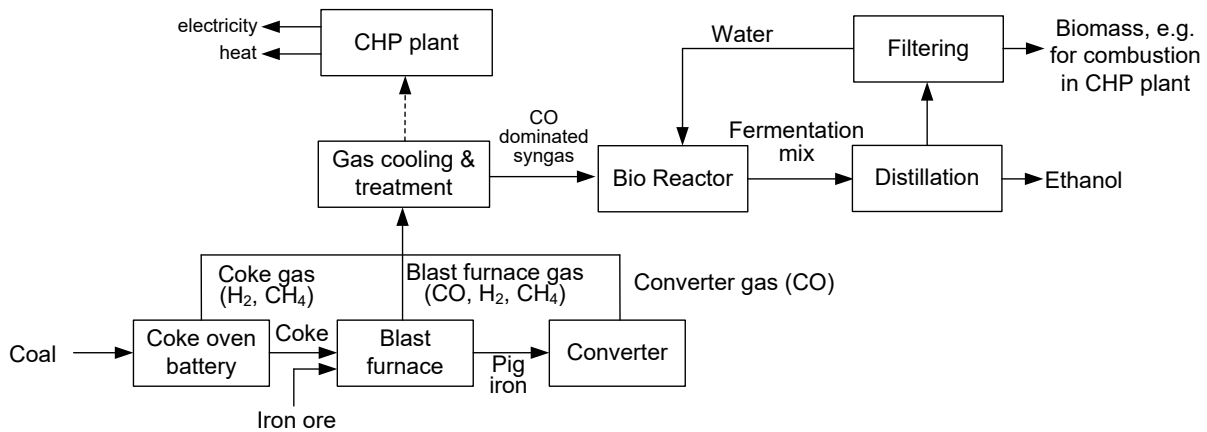 electricity
heat
CHP plant
Water
Filtering
Biomass, e.g.
for combustion
in CHP plant
CO
dominated
syngas
Fermentation
mix
Gas cooling &
treatment
Bio Reactor
Distillation
Ethanol
Coke gas
(H₂, CH₄)
Blast furnace gas
(CO, H₂, CH₄)
Converter gas (CO)
Coal
Coke oven
battery
Coke
Blast
furnace
Pig
iron
Converter
Iron ore